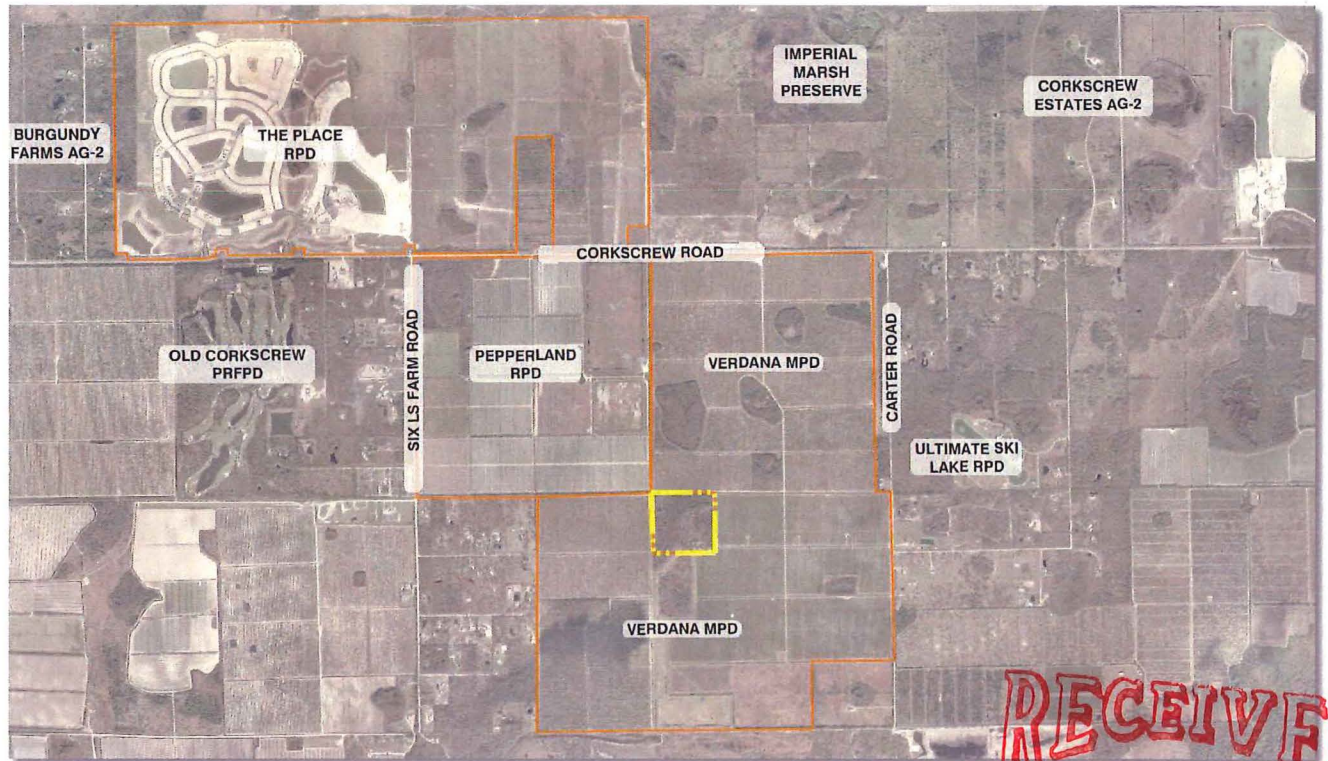 IMPERIAL
MARSH
PRESERVE
CORKSCREW
ESTATES AG-2
BURGUNDY
FARMS AG-2
THE PLACE
RPD
CORKSCREW ROAD
OLD CORKSCREW
PRFPD
SIX LS FARM ROAD
PEPPERLAND
RPD
VERDANA MPD
CARTER ROAD
ULTIMATE SKI
LAKE RPD
VERDANA MPD
RECEIVE